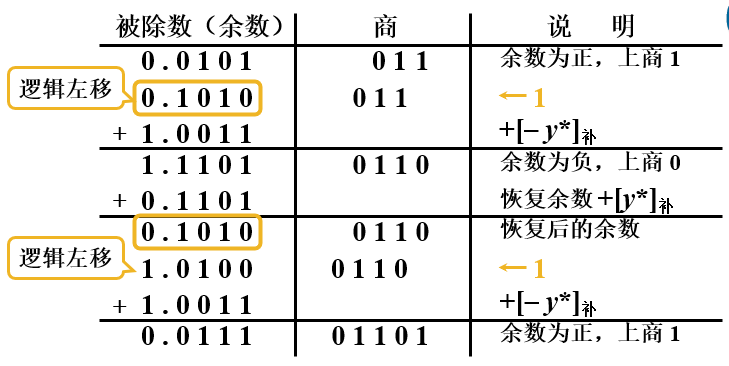 被除数（余数） 商 说 明
0.0101 011 余数为正，上商 1
逻辑左移
0.1010 011 ←1
+ 1.0011 +[– y*]补
1.1101 0110 余数为负，上商 0
+ 0.1101 恢复余数 +[y*]补
0.1010 0110 恢复后的余数
逻辑左移
1.0100 0110 ←1
+ 1.0011 +[– y*]补
0.0111 01101 余数为正，上商 1